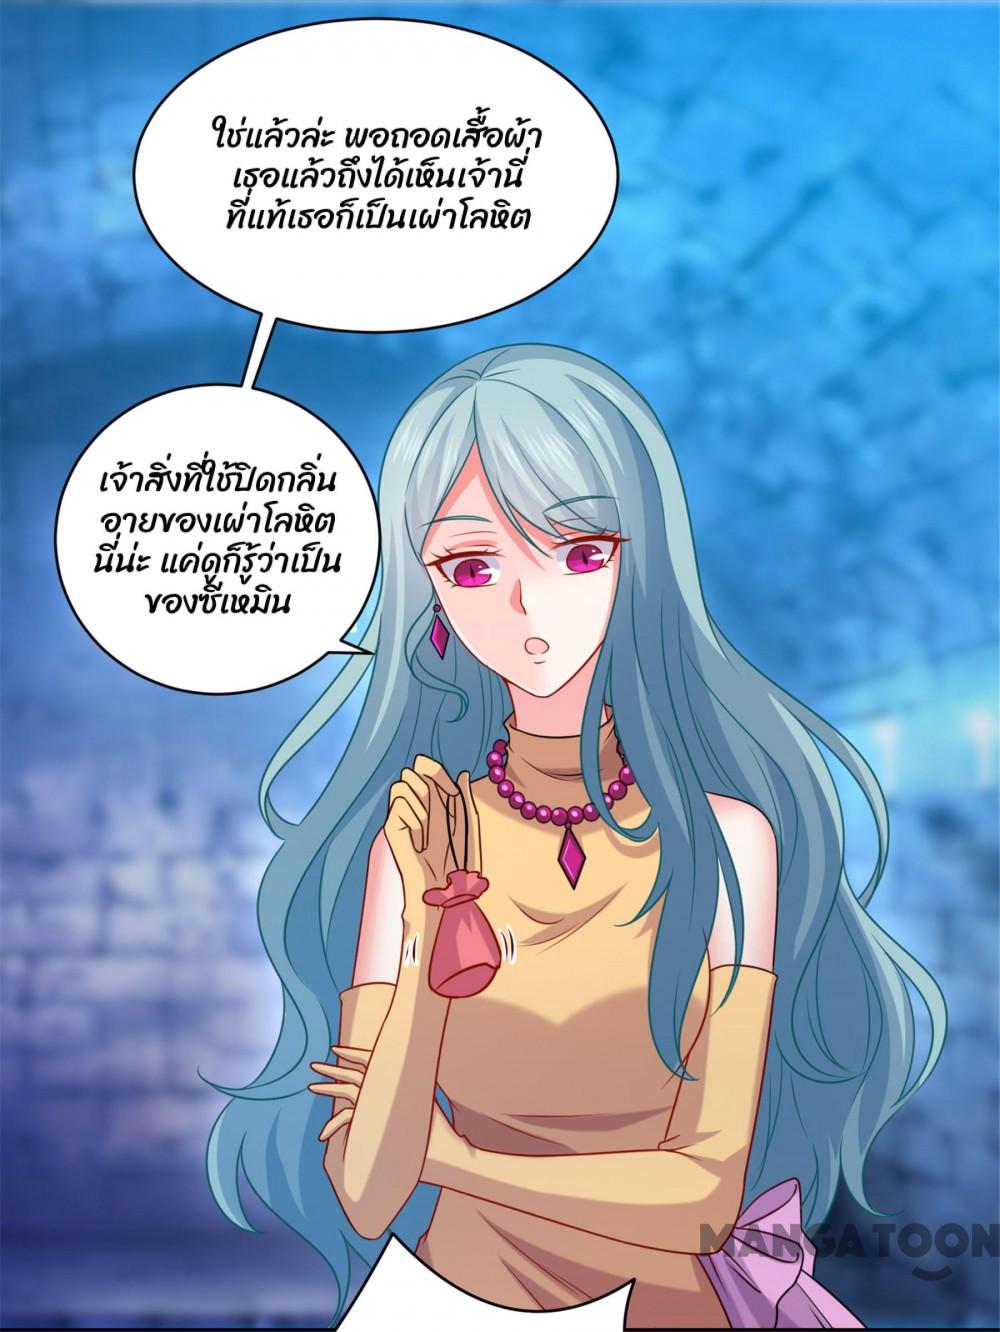 ใช่แล้วล่ะ พอถอดเสื้อผ้า
เธอแล้วถึงได้เห็นเจ้านี่
ที่แท้เธอก็เป็นเผ่าโลหิต
เจ้าสิ่งที่ใช้ปิดกลิ่น
อายของเผ่าโลหิต
นี่น่ะ แค่ดูก็รู้ว่าเป็น
ของซีเหมิน
MANGATOON